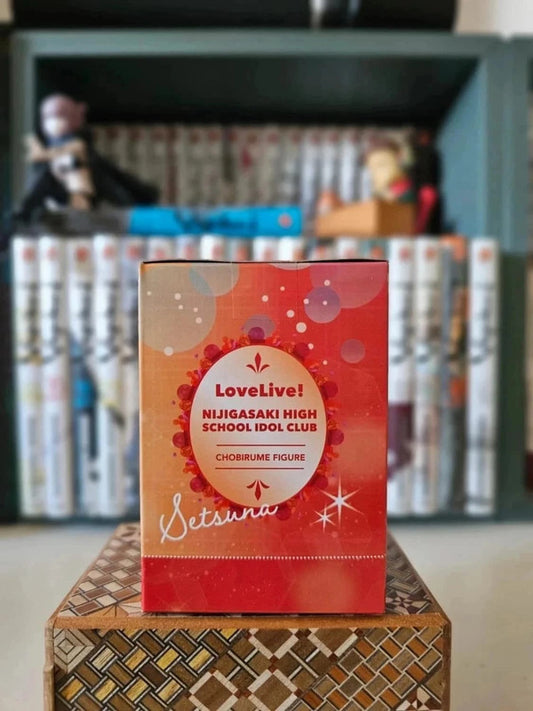 LoveLive!
NIJIGASAKI HIGH
SCHOOL IDOL CLUB
CHOBIRUME FIGURE
Setsuna